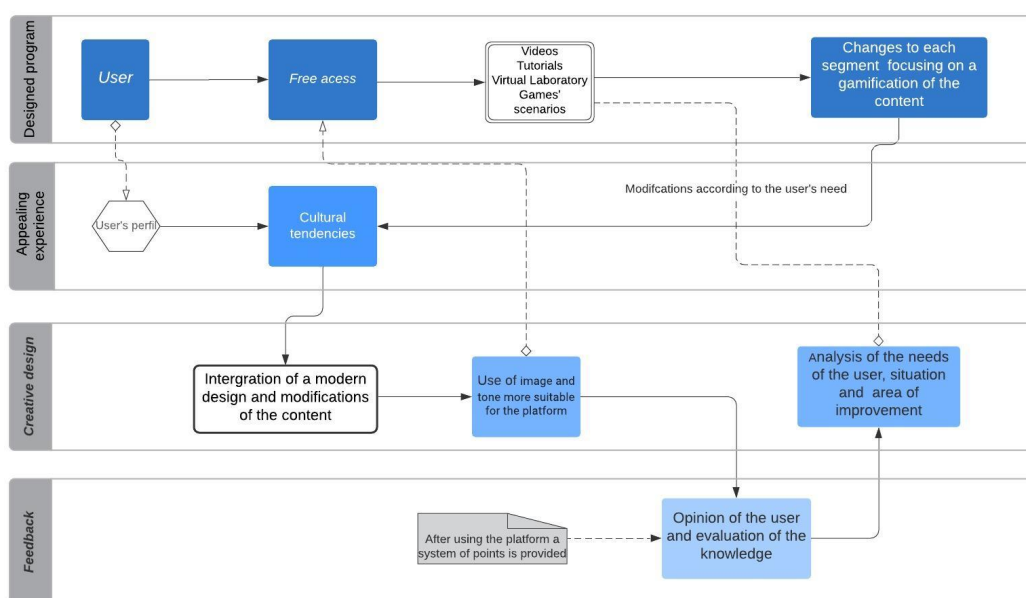 Designed program
User
Free acess
Videos
Tutorials
Virtual Laboratory
Games'
scenarios
Changes to each
segment focusing on a
gamification of the
content
Appealing
experience
User's perfil
Cultural
tendencies
Modifcations according to the user's need
Creative design
Intergration of a modern
design and modifications
of the content
Use of image and
tone more suitable
for the platform
Analysis of the needs
of the user, situation
and area of
improvement
Feedback
After using the platform a
system of points is provided
Opinion of the user
and evaluation of the
knowledge